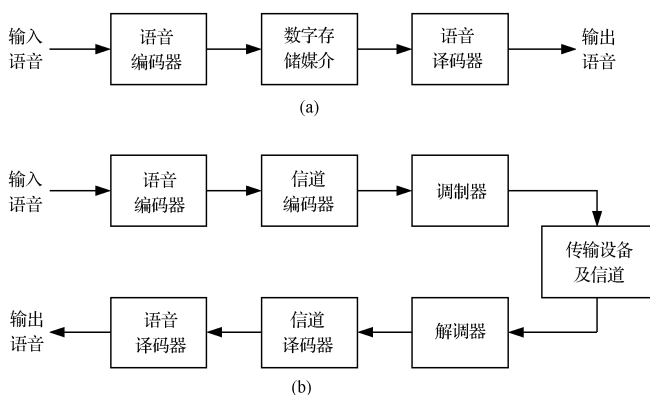 输入
语音
语音
编码器
数字存
储媒介
语音
译码器
输出
语音
(a)
输入
语音
语音
编码器
信道
编码器
调制器
传输设备
及信道
输出
语音
语音
译码器
信道
译码器
解调器
(b)